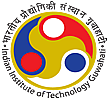 भारतीय प्रौद्योगिकी संस्थान गुवाहाटी
Indian Institute of Technology Guwahati